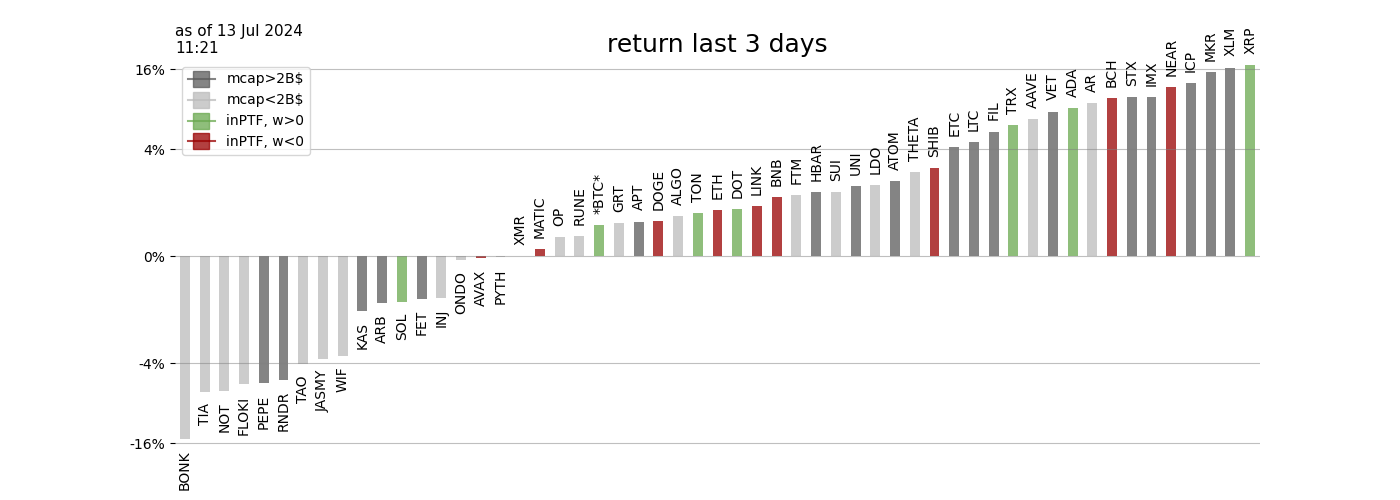 as of 13 Jul 2024
11:21
return last 3 days
mcap>2B$
mcap<2B$
inPTF, w>0
inPTF, w<0
16%
4%
0%
-4%
-16%
BONK
TIA
NOT
FLOKI
PEPE
RNDR
TAO
JASMY
WIF
KAS
ARB
SOL
FET
INJ
ONDO
AVAX
PYTH
XMR
MATIC
OP
RUNE
*BTC*
GRT
APT
DOGE
ALGO
TON
ETH
DOT
LINK
BNB
FTM
HBAR
SUI
UNI
LDO
ATOM
THETA
SHIB
ETC
LTC
FIL
TRX
AAVE
VET
ADA
AR
BCH
STX
IMX
NEAR
ICP
MKR
XLM
XRP